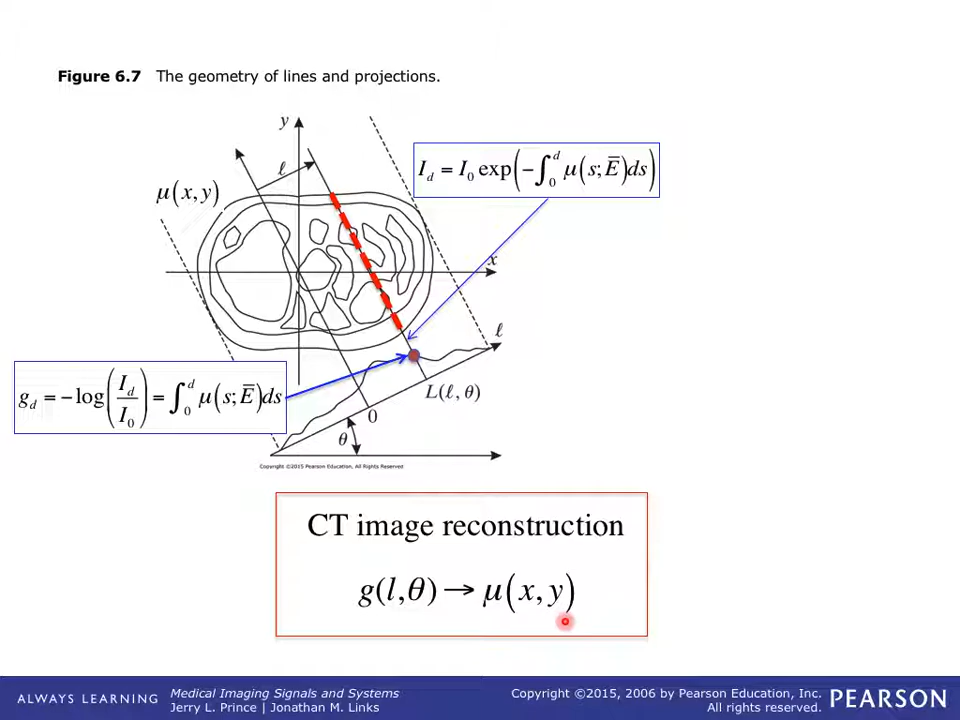 Figure 6.7 The geometry of lines and projections.
y
ℓ
I_d = I_0 exp(−∫_0^d μ(s; E̅)ds)
μ(x, y)
x
ℓ
g_d = −log(I_d / I_0) = ∫_0^d μ(s; E̅)ds
L(ℓ, θ)
0
θ
Copyright ©2015 Pearson Education, All Rights Reserved
CT image reconstruction
g(l,θ) → μ(x, y)
ALWAYS LEARNING
Medical Imaging Signals and Systems
Jerry L. Prince | Jonathan M. Links
Copyright ©2015, 2006 by Pearson Education, Inc.
All rights reserved.
PEARSON